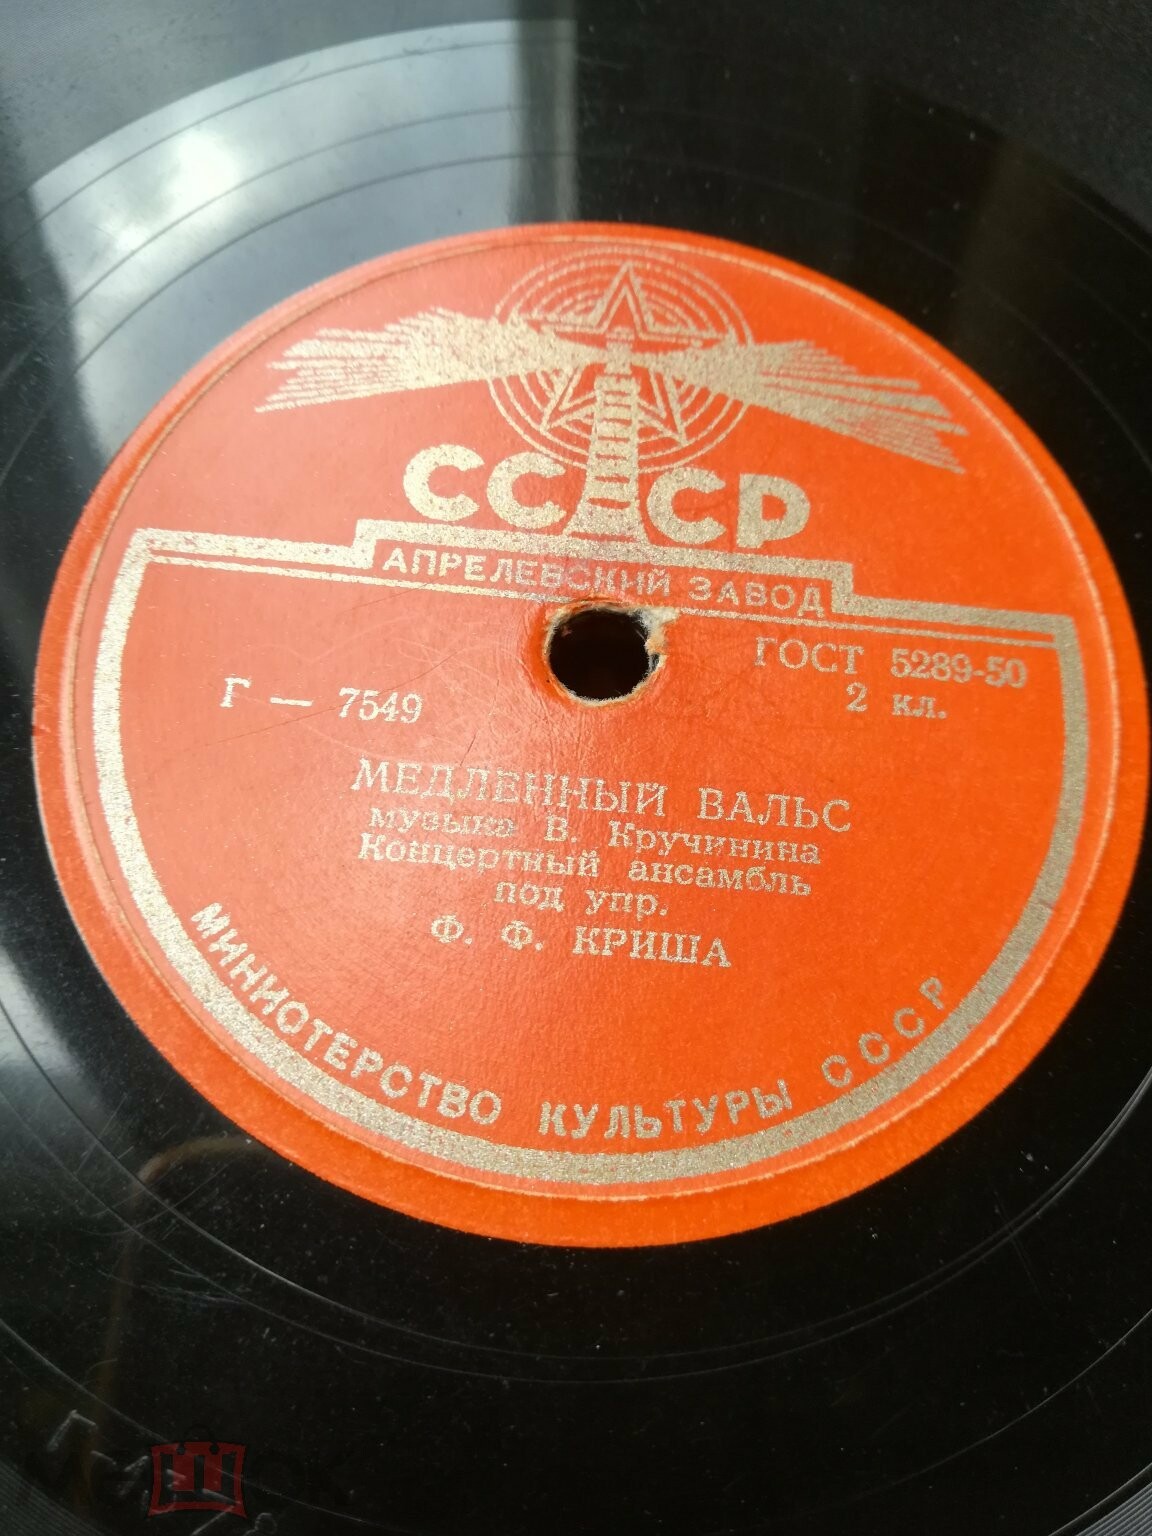 СССР
АПРЕЛЕВСКИЙ ЗАВОД
ГОСТ 5289-50
2 кл.
Г — 7549
МЕДЛЕННЫЙ ВАЛЬС
музыка В. Кручинина
Концертный ансамбль
под упр.
Ф. Ф. КРИША
МИНИСТЕРСТВО КУЛЬТУРЫ СССР